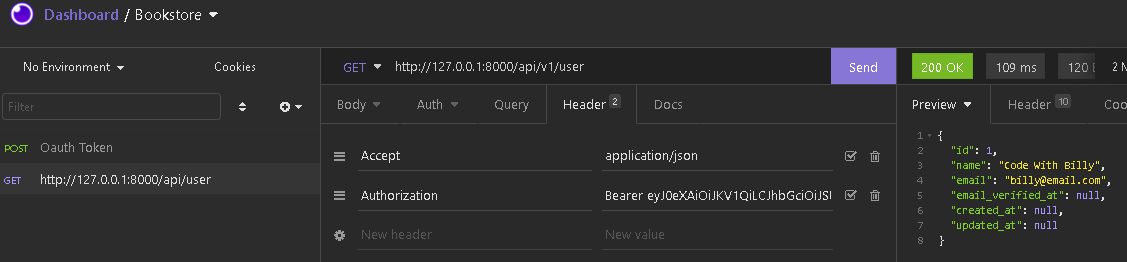 Dashboard / Bookstore
No Environment
Cookies
Filter
POST Oauth Token
GET http://127.0.0.1:8000/api/user
GET http://127.0.0.1:8000/api/v1/user
Send
Body
Auth
Query
Header 2
Docs
Accept
application/json
Authorization
Bearer eyJ0eXAiOiJKV1QiLCJhbGciOiJSU
New header
New value
200 OK
109 ms
120
2
Preview
Header 10
Coo
1 {
2 "id": 1,
3 "name": "Code With Billy",
4 "email": "billy@email.com",
5 "email_verified_at": null,
6 "created_at": null,
7 "updated_at": null
8 }